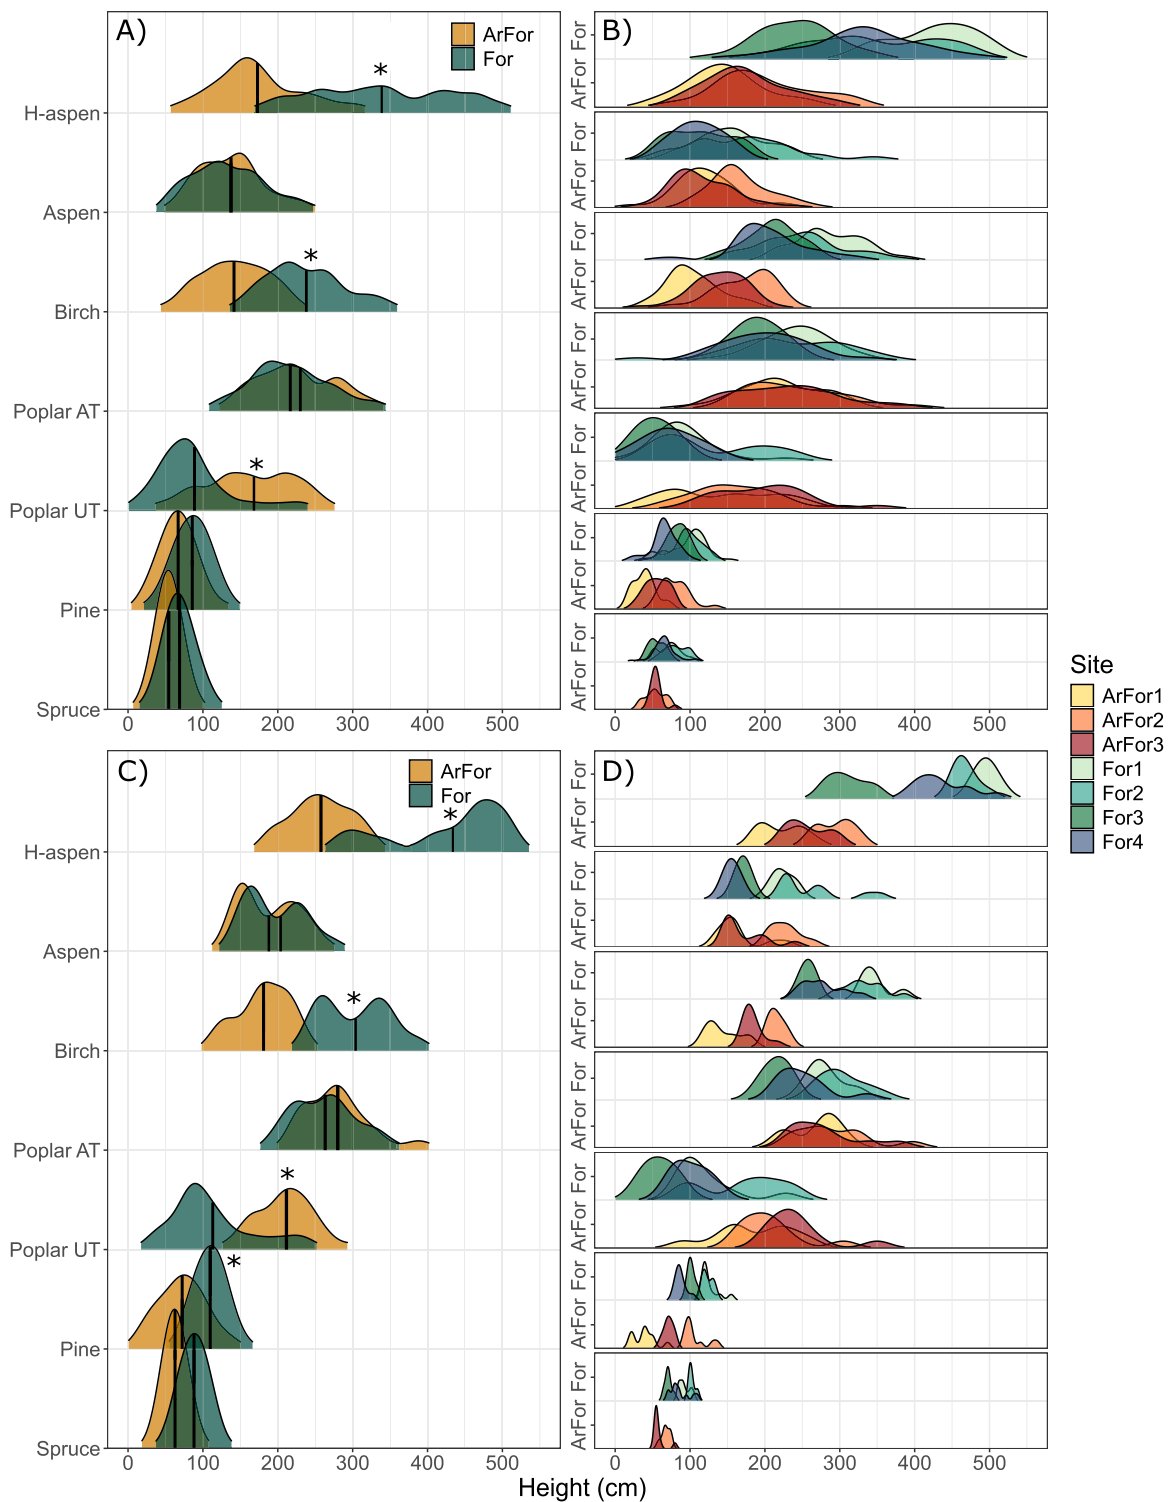 A)
ArFor
For
*
H-aspen
Aspen
*
Birch
Poplar AT
*
Poplar UT
Pine
Spruce
0 100 200 300 400 500
B)
ArFor For
ArFor For
ArFor For
ArFor For
ArFor For
ArFor For
ArFor For
0 100 200 300 400 500
Site
ArFor1
ArFor2
ArFor3
For1
For2
For3
For4
C)
ArFor
For
*
H-aspen
Aspen
*
Birch
Poplar AT
*
Poplar UT
*
Pine
Spruce
0 100 200 300 400 500
D)
ArFor For
ArFor For
ArFor For
ArFor For
ArFor For
ArFor For
ArFor For
0 100 200 300 400 500
Height (cm)